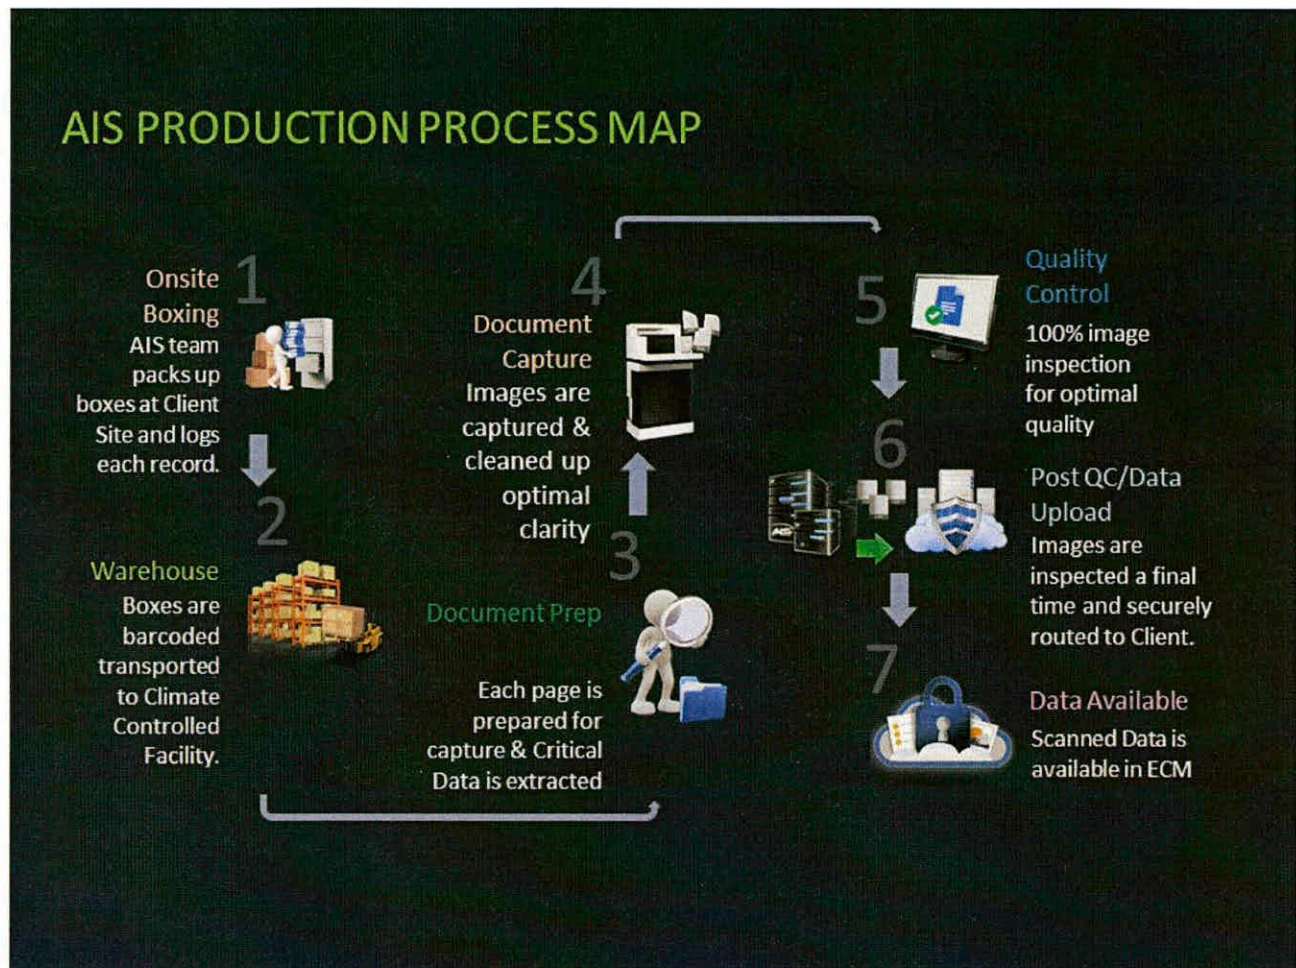 AIS PRODUCTION PROCESS MAP
1
Onsite
Boxing
AIS team
packs up
boxes at Client
Site and logs
each record.
2
Warehouse
Boxes are
barcoded
transported
to Climate
Controlled
Facility.
3
Document Prep
Each page is
prepared for
capture & Critical
Data is extracted
4
Document
Capture
Images are
captured &
cleaned up
optimal
clarity
5
Quality
Control
100% image
inspection
for optimal
quality
6
AIS
Post QC/Data
Upload
Images are
inspected a final
time and securely
routed to Client.
7
Data Available
Scanned Data is
available in ECM